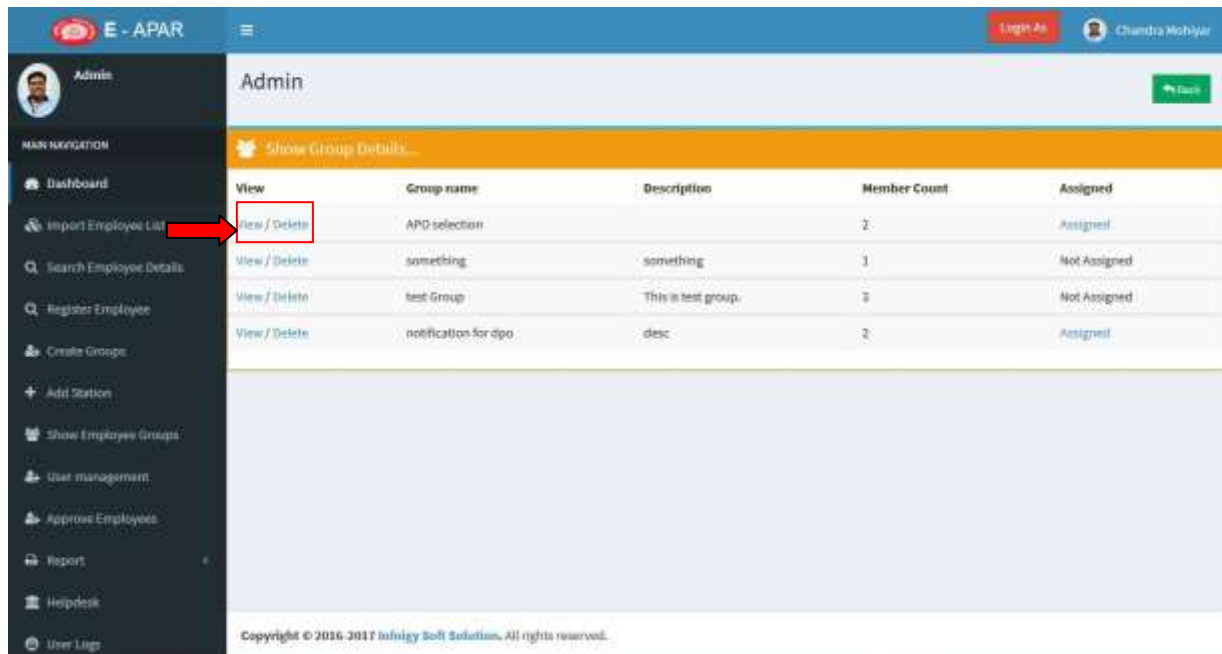 E - APAR
Login As
Chandra Mohiyar
Admin
Admin
Back
MAIN NAVIGATION
Show Group Details...
Dashboard
View Group name Description Member Count Assigned
Import Employee List
View / Delete APO selection 2 Assigned
Search Employee Details
View / Delete something something 1 Not Assigned
Register Employee
View / Delete test Group This is test group. 3 Not Assigned
View / Delete notification for dpo desc 2 Assigned
Create Groups
Add Station
Show Employee Groups
User management
Approve Employees
Report
Helpdesk
User Logs
Copyright © 2016-2017 Infoigy Soft Solution. All rights reserved.